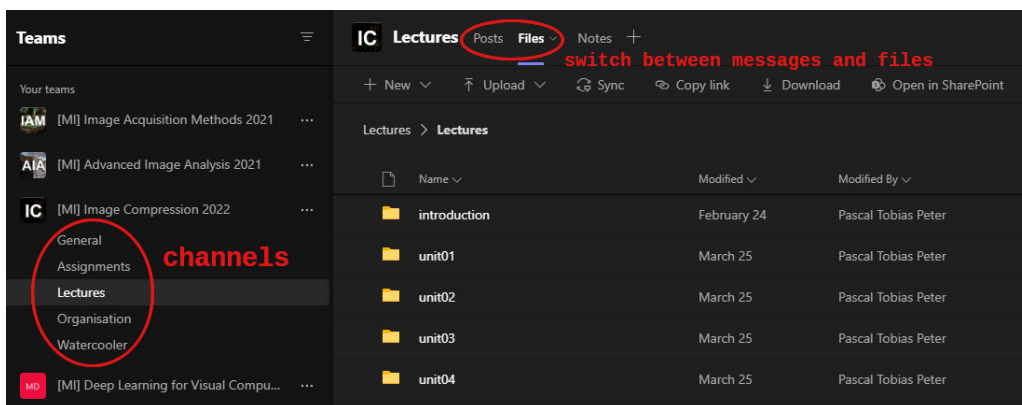 Teams
Your teams
IAM [MI] Image Acquisition Methods 2021 ...
AIA [MI] Advanced Image Analysis 2021 ...
IC [MI] Image Compression 2022 ...
General
Assignments
Lectures
Organisation
Watercooler
channels
MD [MI] Deep Learning for Visual Compu... ...
IC Lectures Posts Files Notes +
switch between messages and files
+ New Upload Sync Copy link Download Open in SharePoint
Lectures > Lectures
Name Modified Modified By
introduction February 24 Pascal Tobias Peter
unit01 March 25 Pascal Tobias Peter
unit02 March 25 Pascal Tobias Peter
unit03 March 25 Pascal Tobias Peter
unit04 March 25 Pascal Tobias Peter